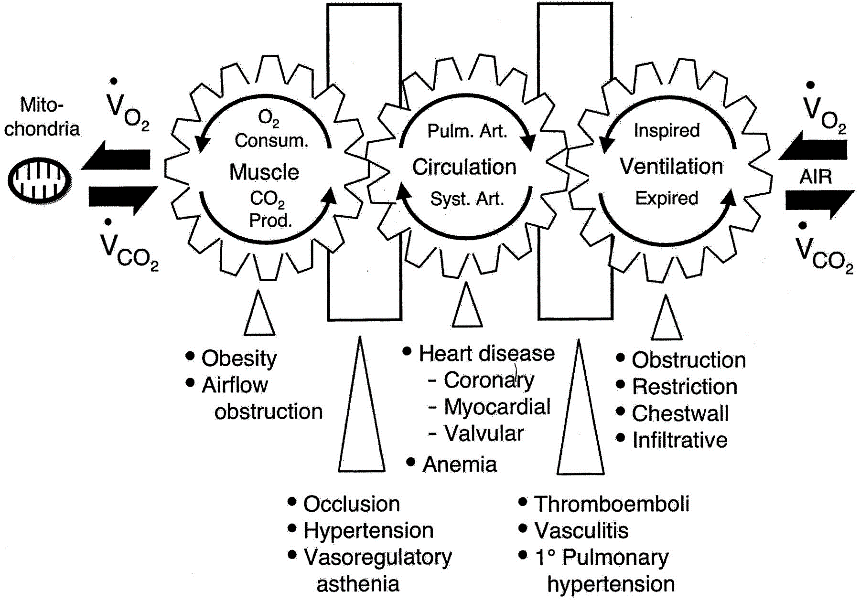 Mito-
chondria
V̇O₂
V̇CO₂
O₂
Consum.
Muscle
CO₂
Prod.
Pulm. Art.
Circulation
Syst. Art.
Inspired
Ventilation
Expired
V̇O₂
AIR
V̇CO₂
• Obesity
• Airflow
obstruction
• Occlusion
• Hypertension
• Vasoregulatory
asthenia
• Heart disease
- Coronary
- Myocardial
- Valvular
• Anemia
• Thromboemboli
• Vasculitis
• 1° Pulmonary
hypertension
• Obstruction
• Restriction
• Chestwall
• Infiltrative